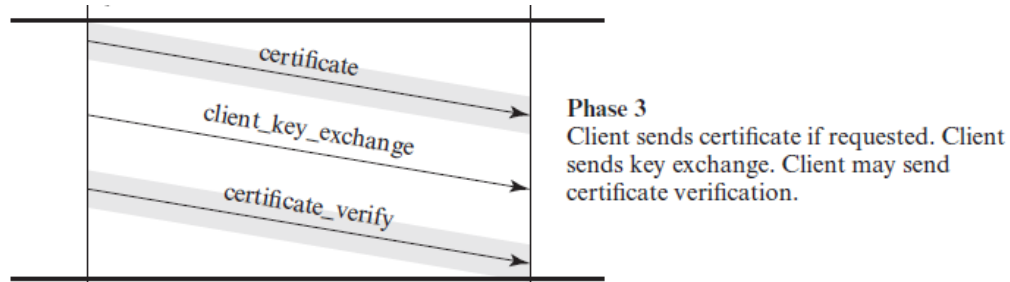 certificate
client_key_exchange
certificate_verify
Phase 3
Client sends certificate if requested. Client
sends key exchange. Client may send
certificate verification.